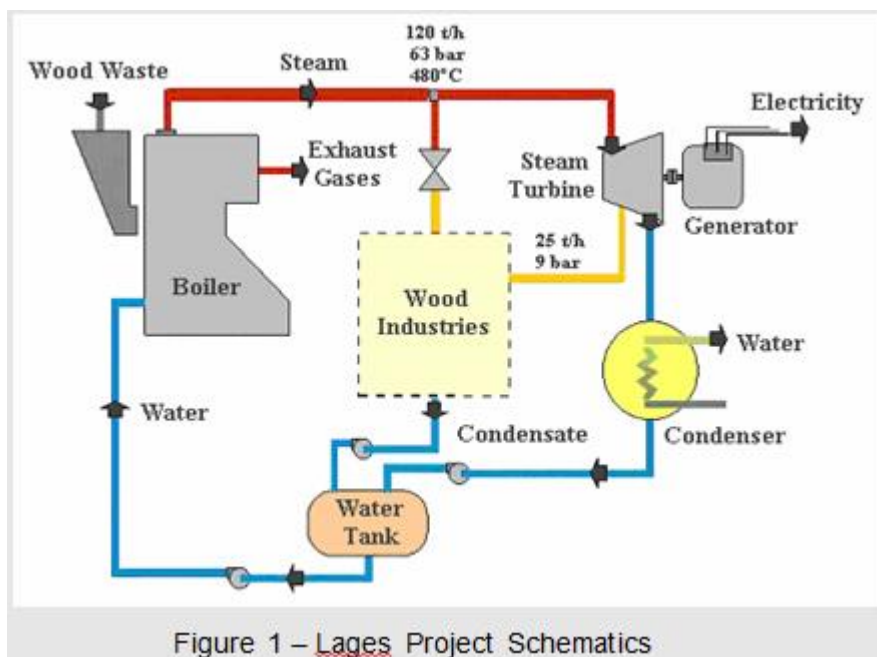 120 t/h
63 bar
480°C
Steam
Wood Waste
Electricity
Exhaust
Gases
Steam
Turbine
Generator
25 t/h
9 bar
Boiler
Wood
Industries
Water
Water
Condensate
Condenser
Water
Tank
Figure 1 – Lages Project Schematics